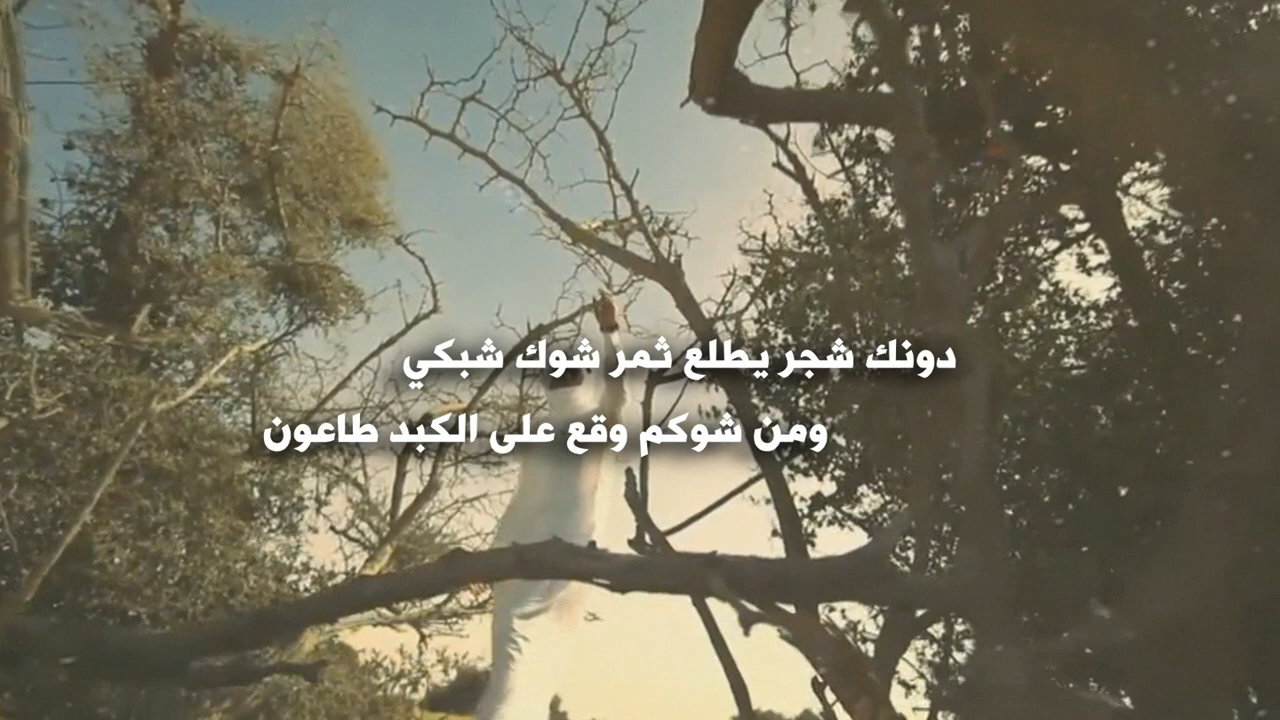 دونك شجر يطلع ثمر شوك شبكي
ومن شوكم وقع على الكبد طاعون